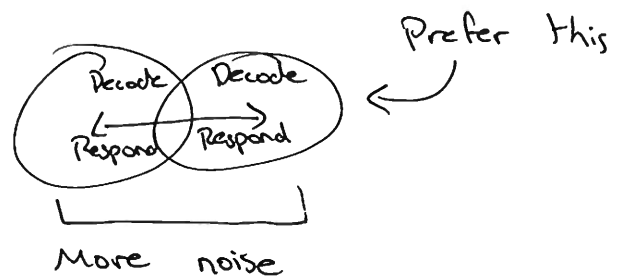 Prefer this
Decode
Decode
Respond
Respond
More noise